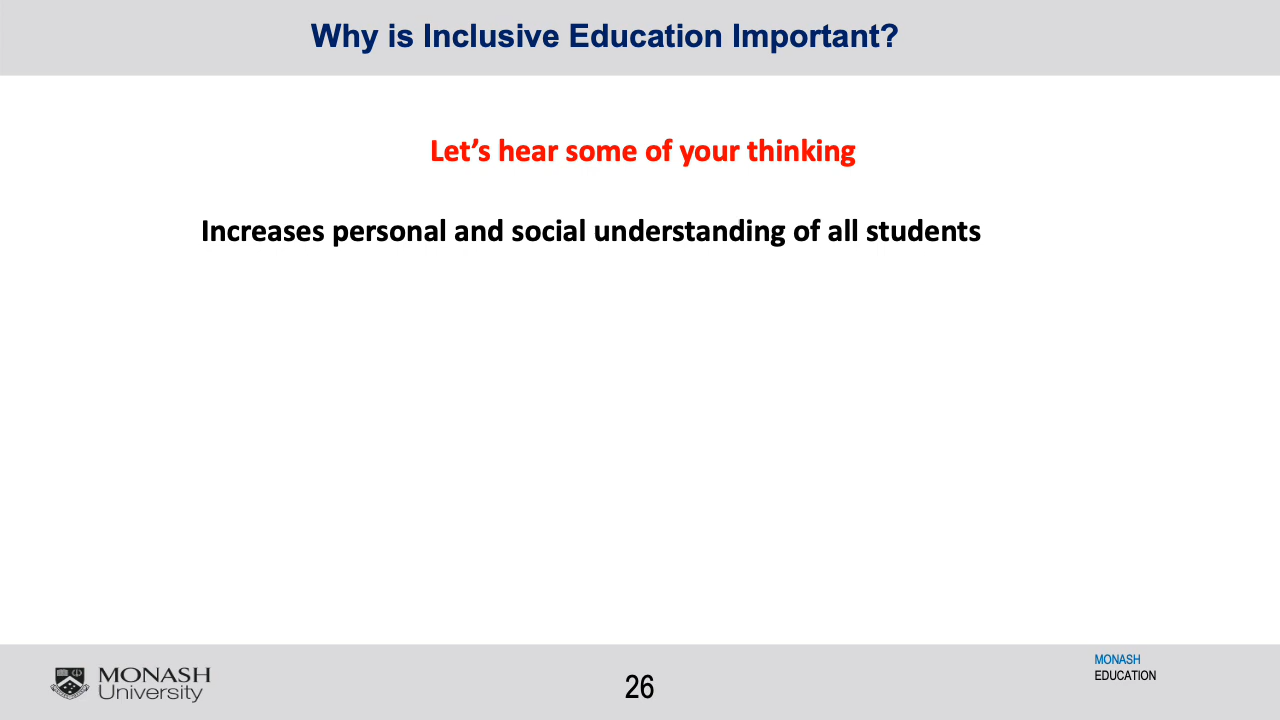 Why is Inclusive Education Important?
Let’s hear some of your thinking
Increases personal and social understanding of all students
MONASH
University
26
MONASH
EDUCATION